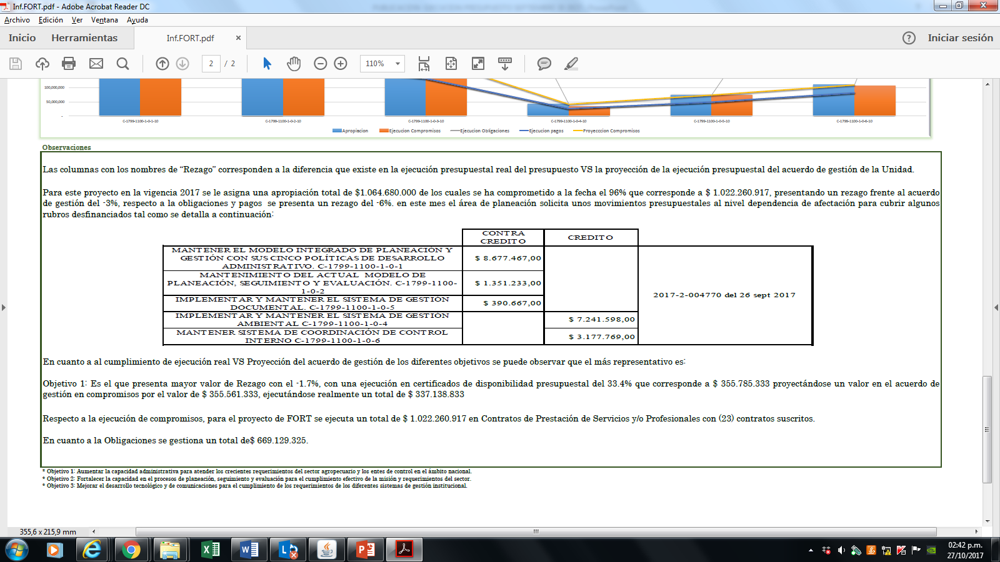 Inf.FORT.pdf - Adobe Acrobat Reader DC
Archivo Edición Ver Ventana Ayuda
Inicio Herramientas Inf.FORT.pdf × Iniciar sesión
2 / 2 110%
100,000,000
50,000,000
-
C-1799-1100-1-0-1-10 C-1799-1100-1-0-2-10 C-1799-1100-1-0-3-10 C-1799-1100-1-0-4-10 C-1799-1100-1-0-5-10 C-1799-1100-1-0-6-10
Apropiacion Ejecucion Compromisos Ejecucion Obligaciones Ejecucion pagos Proyecccion Compromisos
Observaciones
Las columnas con los nombres de “Rezago” corresponden a la diferencia que existe en la ejecución presupuestal real del presupuesto VS la proyección de la ejecución presupuestal del acuerdo de gestión de la Unidad.
Para este proyecto en la vigencia 2017 se le asigna una apropiación total de $1.064.680.000 de los cuales se ha comprometido a la fecha el 96% que corresponde a $ 1.022.260.917, presentando un rezago frente al acuerdo
de gestión del -3%, respecto a la obligaciones y pagos se presenta un rezago del -6%. en este mes el área de planeación solicita unos movimientos presupuestales al nivel dependencia de afectación para cubrir algunos
rubros desfinanciados tal como se detalla a continuación:
CONTRA
CREDITO
CREDITO
MANTENER EL MODELO INTEGRADO DE PLANEACIÓN Y
GESTIÓN CON SUS CINCO POLÍTICAS DE DESARROLLO
ADMINISTRATIVO. C-1799-1100-1-0-1
$ 8.677.467,00
MANTENIMIENTO DEL ACTUAL MODELO DE
PLANEACIÓN, SEGUIMIENTO Y EVALUACIÓN. C-1799-1100-
1-0-2
$ 1.351.233,00
2017-2-004770 del 26 sept 2017
IMPLEMENTAR Y MANTENER EL SISTEMA DE GESTIÓN
DOCUMENTAL. C-1799-1100-1-0-5
$ 390.667,00
IMPLEMENTAR Y MANTENER EL SISTEMA DE GESTIÓN
AMBIENTAL C-1799-1100-1-0-4
$ 7.241.598,00
MANTENER SISTEMA DE COORDINACIÓN DE CONTROL
INTERNO C-1799-1100-1-0-6
$ 3.177.769,00
En cuanto a al cumplimiento de ejecución real VS Proyección del acuerdo de gestión de los diferentes objetivos se puede observar que el más representativo es:
Objetivo 1: Es el que presenta mayor valor de Rezago con el -1.7%, con una ejecución en certificados de disponibilidad presupuestal del 33.4% que corresponde a $ 355.785.333 proyectándose un valor en el acuerdo de
gestión en compromisos por el valor de $ 355.561.333, ejecutándose realmente un total de $ 337.138.833
Respecto a la ejecución de compromisos, para el proyecto de FORT se ejecuta un total de $ 1.022.260.917 en Contratos de Prestación de Servicios y/o Profesionales con (23) contratos suscritos.
En cuanto a la Obligaciones se gestiona un total de$ 669.129.325.
* Objetivo 1: Aumentar la capacidad administrativa para atender los crecientes requerimientos del sector agropecuario y los entes de control en el ámbito nacional.
* Objetivo 2: Fortalecer la capacidad en el procesos de planeación, seguimiento y evaluación para el cumplimiento efectivo de la misión y requerimientos del sector.
* Objetivo 3: Mejorar el desarrollo tecnológico y de comunicaciones para el cumplimiento de los requerimientos de los diferentes sistemas de gestión institucional.
355,6 x 215,9 mm
02:42 p.m.
27/10/2017